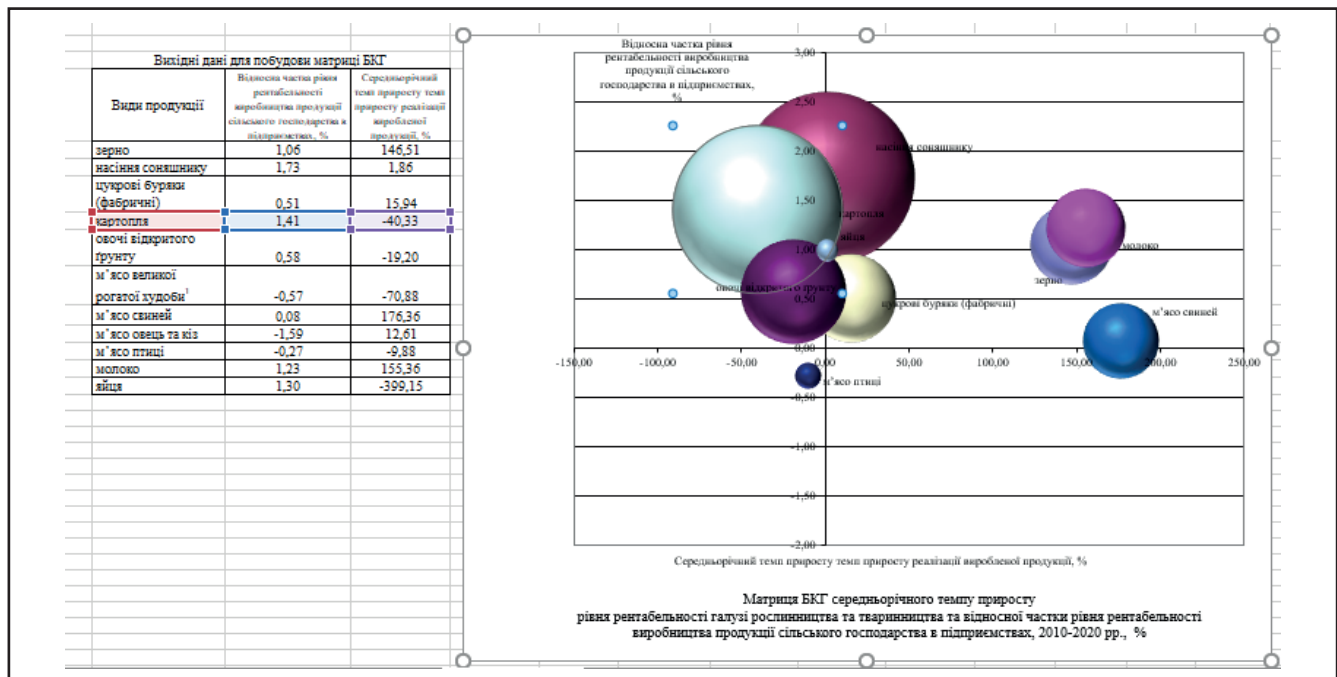 Вихідні дані для побудови матриці БКГ
Види продукції
Відносна частка рівня
рентабельності
виробництва продукції
сільського господарства в
підприємствах, %
Середньорічний
темп приросту темп
приросту реалізації
виробленої
продукції, %
зерно 1,06 146,51
насіння соняшнику 1,73 1,86
цукрові буряки
(фабричні) 0,51 15,94
картопля 1,41 -40,33
овочі відкритого
ґрунту 0,58 -19,20
м’ясо великої
рогатої худоби¹ -0,57 -70,88
м’ясо свиней 0,08 176,36
м’ясо овець та кіз -1,59 12,61
м’ясо птиці -0,27 -9,88
молоко 1,23 155,36
яйця 1,30 -399,15
Відносна частка рівня
рентабельності виробництва
продукції сільського
господарства в підприємствах,
%
3,00
2,50
2,00
1,50
1,00
0,50
0,00
-0,50
-1,00
-1,50
-2,00
насіння соняшнику
картопля
яйця
молоко
зерно
овочі відкритого ґрунту
цукрові буряки (фабричні)
м’ясо свиней
м’ясо птиці
-150,00 -100,00 -50,00 0,00 50,00 100,00 150,00 200,00 250,00
Середньорічний темп приросту темп приросту реалізації виробленої продукції, %
Матриця БКГ середньорічного темпу приросту
рівня рентабельності галузі рослинництва та тваринництва та відносної частки рівня рентабельності
виробництва продукції сільського господарства в підприємствах, 2010-2020 рр., %